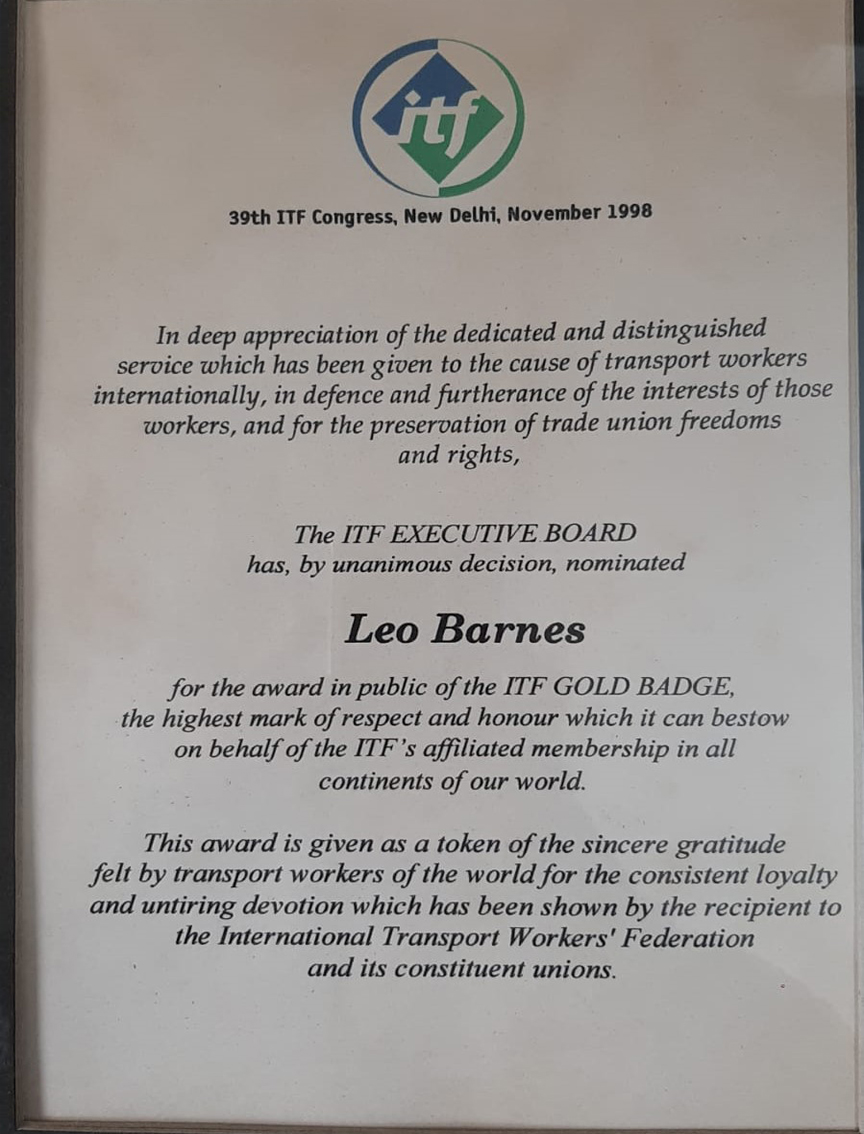 itf
39th ITF Congress, New Delhi, November 1998
In deep appreciation of the dedicated and distinguished
service which has been given to the cause of transport workers
internationally, in defence and furtherance of the interests of those
workers, and for the preservation of trade union freedoms
and rights,
The ITF EXECUTIVE BOARD
has, by unanimous decision, nominated
Leo Barnes
for the award in public of the ITF GOLD BADGE,
the highest mark of respect and honour which it can bestow
on behalf of the ITF's affiliated membership in all
continents of our world.
This award is given as a token of the sincere gratitude
felt by transport workers of the world for the consistent loyalty
and untiring devotion which has been shown by the recipient to
the International Transport Workers' Federation
and its constituent unions.